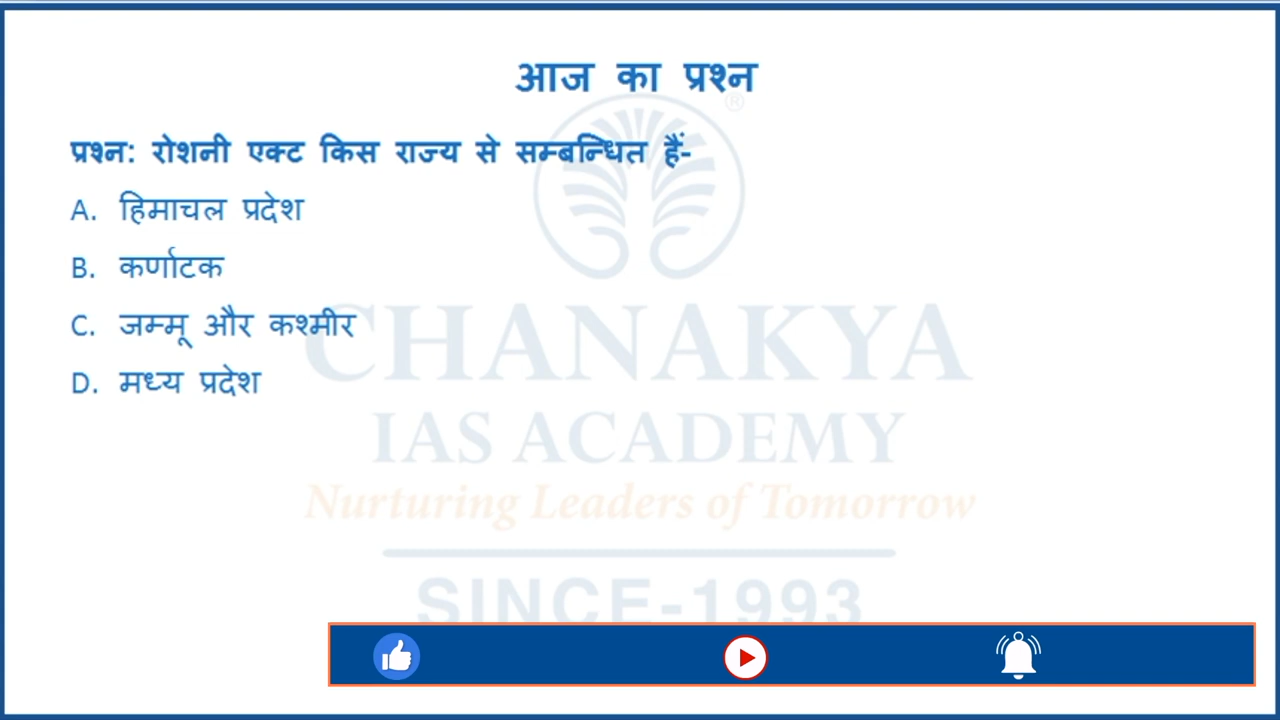 आज का प्रश्न
®
प्रश्न: रोशनी एक्ट किस राज्य से सम्बन्धित हैं-
A. हिमाचल प्रदेश
B. कर्णाटक
C. जम्मू और कश्मीर
D. मध्य प्रदेश
CHANAKYA
IAS ACADEMY
Nurturing Leaders of Tomorrow
SINCE-1993